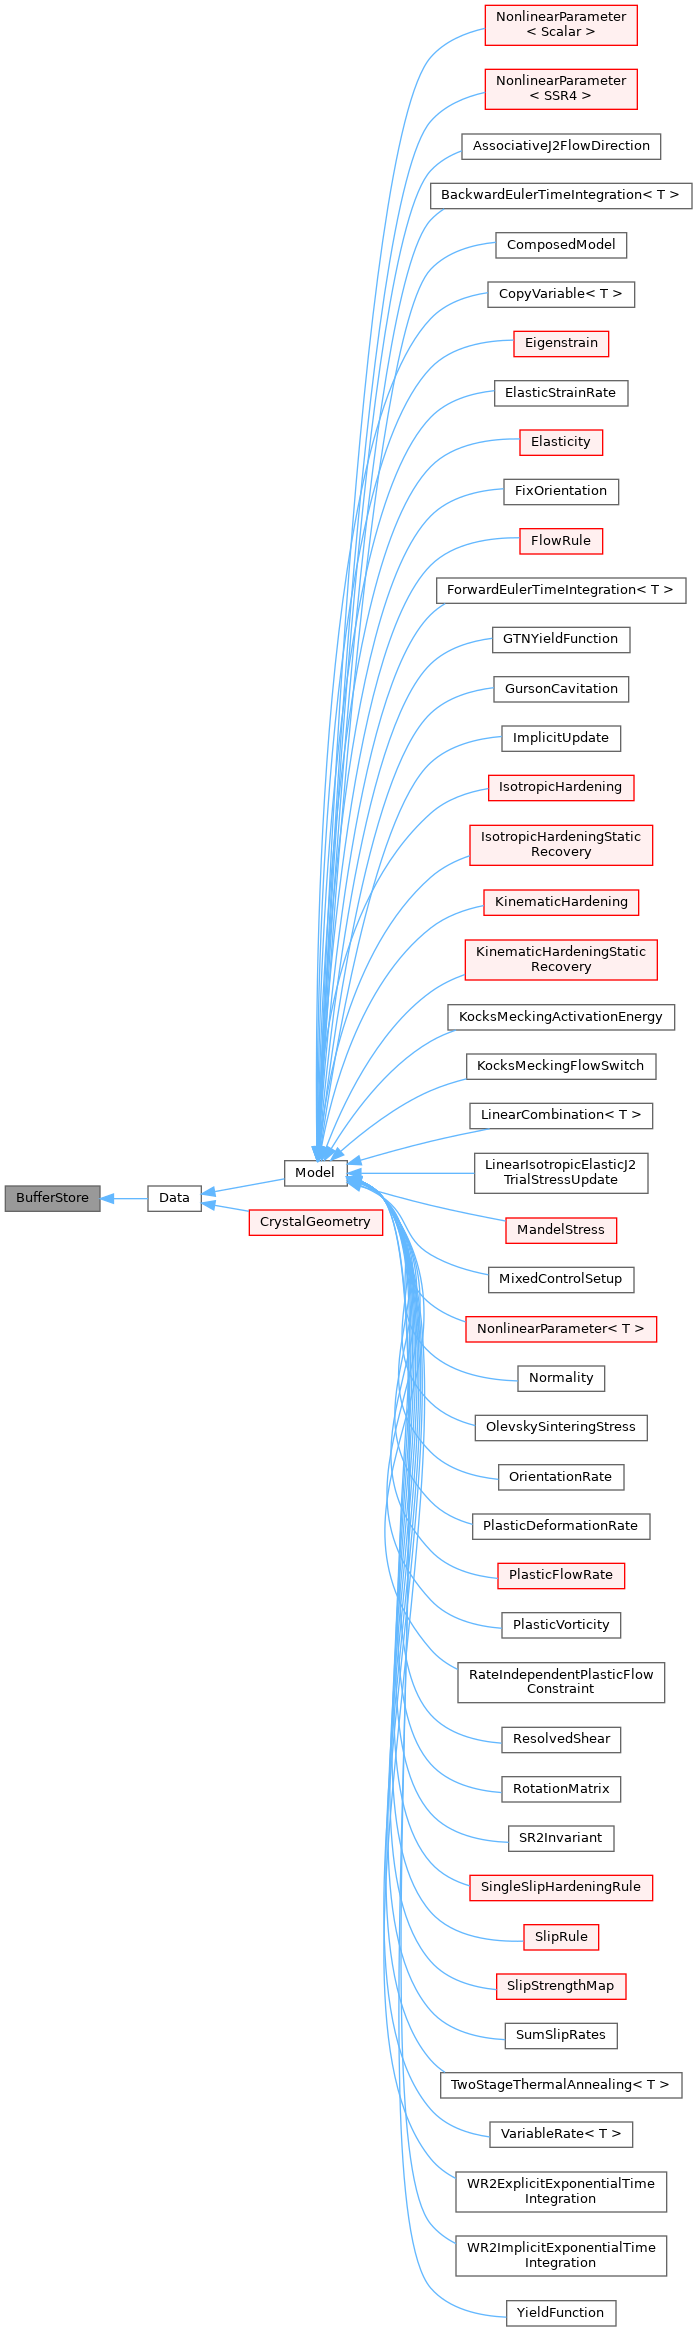 NonlinearParameter
< Scalar >
NonlinearParameter
< SSR4 >
AssociativeJ2FlowDirection
BackwardEulerTimeIntegration< T >
ComposedModel
CopyVariable< T >
Eigenstrain
ElasticStrainRate
Elasticity
FixOrientation
FlowRule
ForwardEulerTimeIntegration< T >
GTNYieldFunction
GursonCavitation
ImplicitUpdate
IsotropicHardening
IsotropicHardeningStatic
Recovery
KinematicHardening
KinematicHardeningStatic
Recovery
KocksMeckingActivationEnergy
KocksMeckingFlowSwitch
LinearCombination< T >
LinearIsotropicElasticJ2
TrialStressUpdate
Model
BufferStore
Data
CrystalGeometry
MandelStress
MixedControlSetup
NonlinearParameter< T >
Normality
OlevskySinteringStress
OrientationRate
PlasticDeformationRate
PlasticFlowRate
PlasticVorticity
RateIndependentPlasticFlow
Constraint
ResolvedShear
RotationMatrix
SR2Invariant
SingleSlipHardeningRule
SlipRule
SlipStrengthMap
SumSlipRates
TwoStageThermalAnnealing< T >
VariableRate< T >
WR2ExplicitExponentialTime
Integration
WR2ImplicitExponentialTime
Integration
YieldFunction